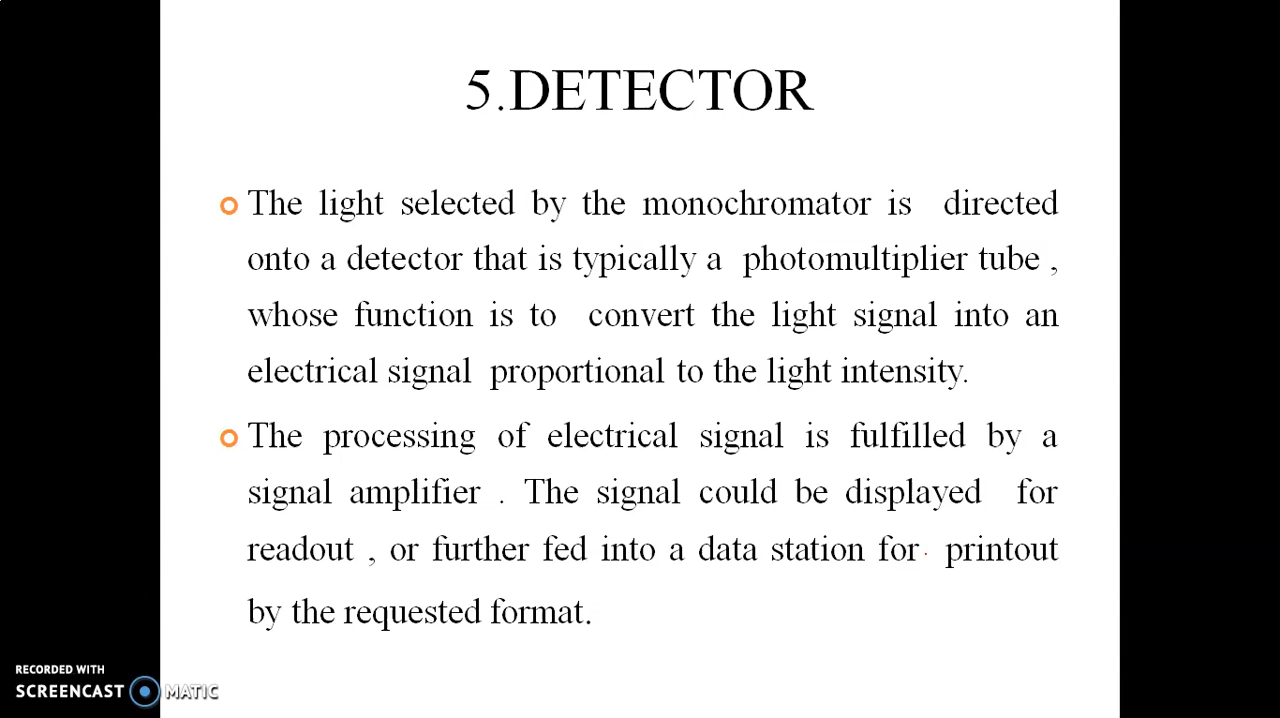 5.DETECTOR
The light selected by the monochromator is directed
onto a detector that is typically a photomultiplier tube ,
whose function is to convert the light signal into an
electrical signal proportional to the light intensity.
The processing of electrical signal is fulfilled by a
signal amplifier . The signal could be displayed for
readout , or further fed into a data station for printout
by the requested format.
RECORDED WITH
SCREENCAST MATIC